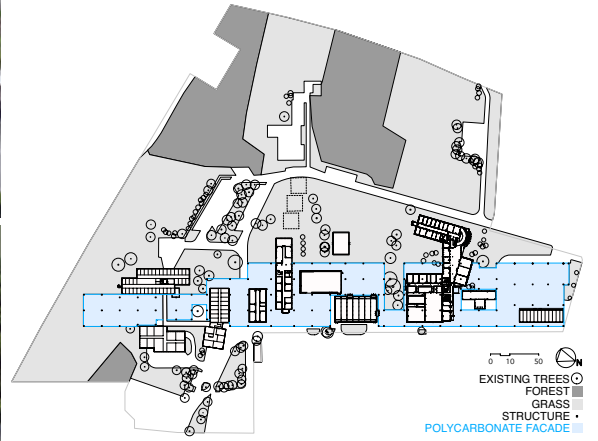 0 10 50
N
EXISTING TREES
FOREST
GRASS
STRUCTURE
POLYCARBONATE FACADE